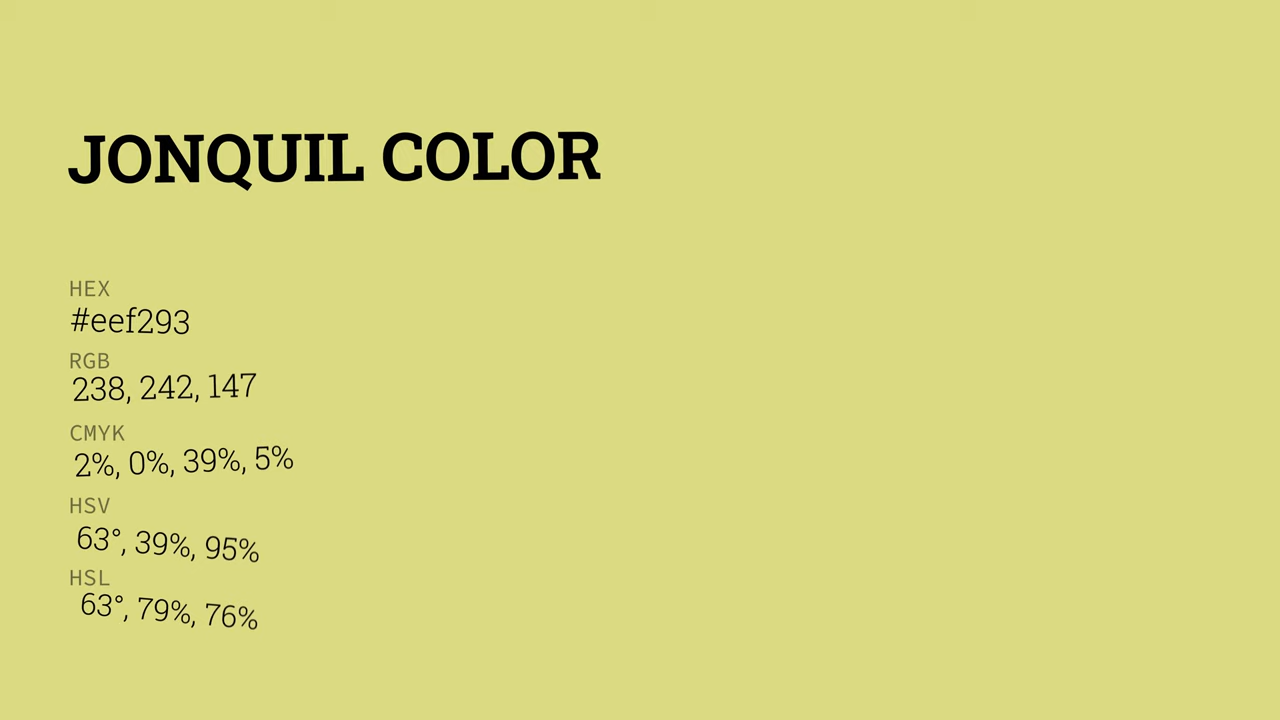 JONQUIL COLOR
HEX
#eef293
RGB
238, 242, 147
CMYK
2%, 0%, 39%, 5%
HSV
63°, 39%, 95%
HSL
63°, 79%, 76%